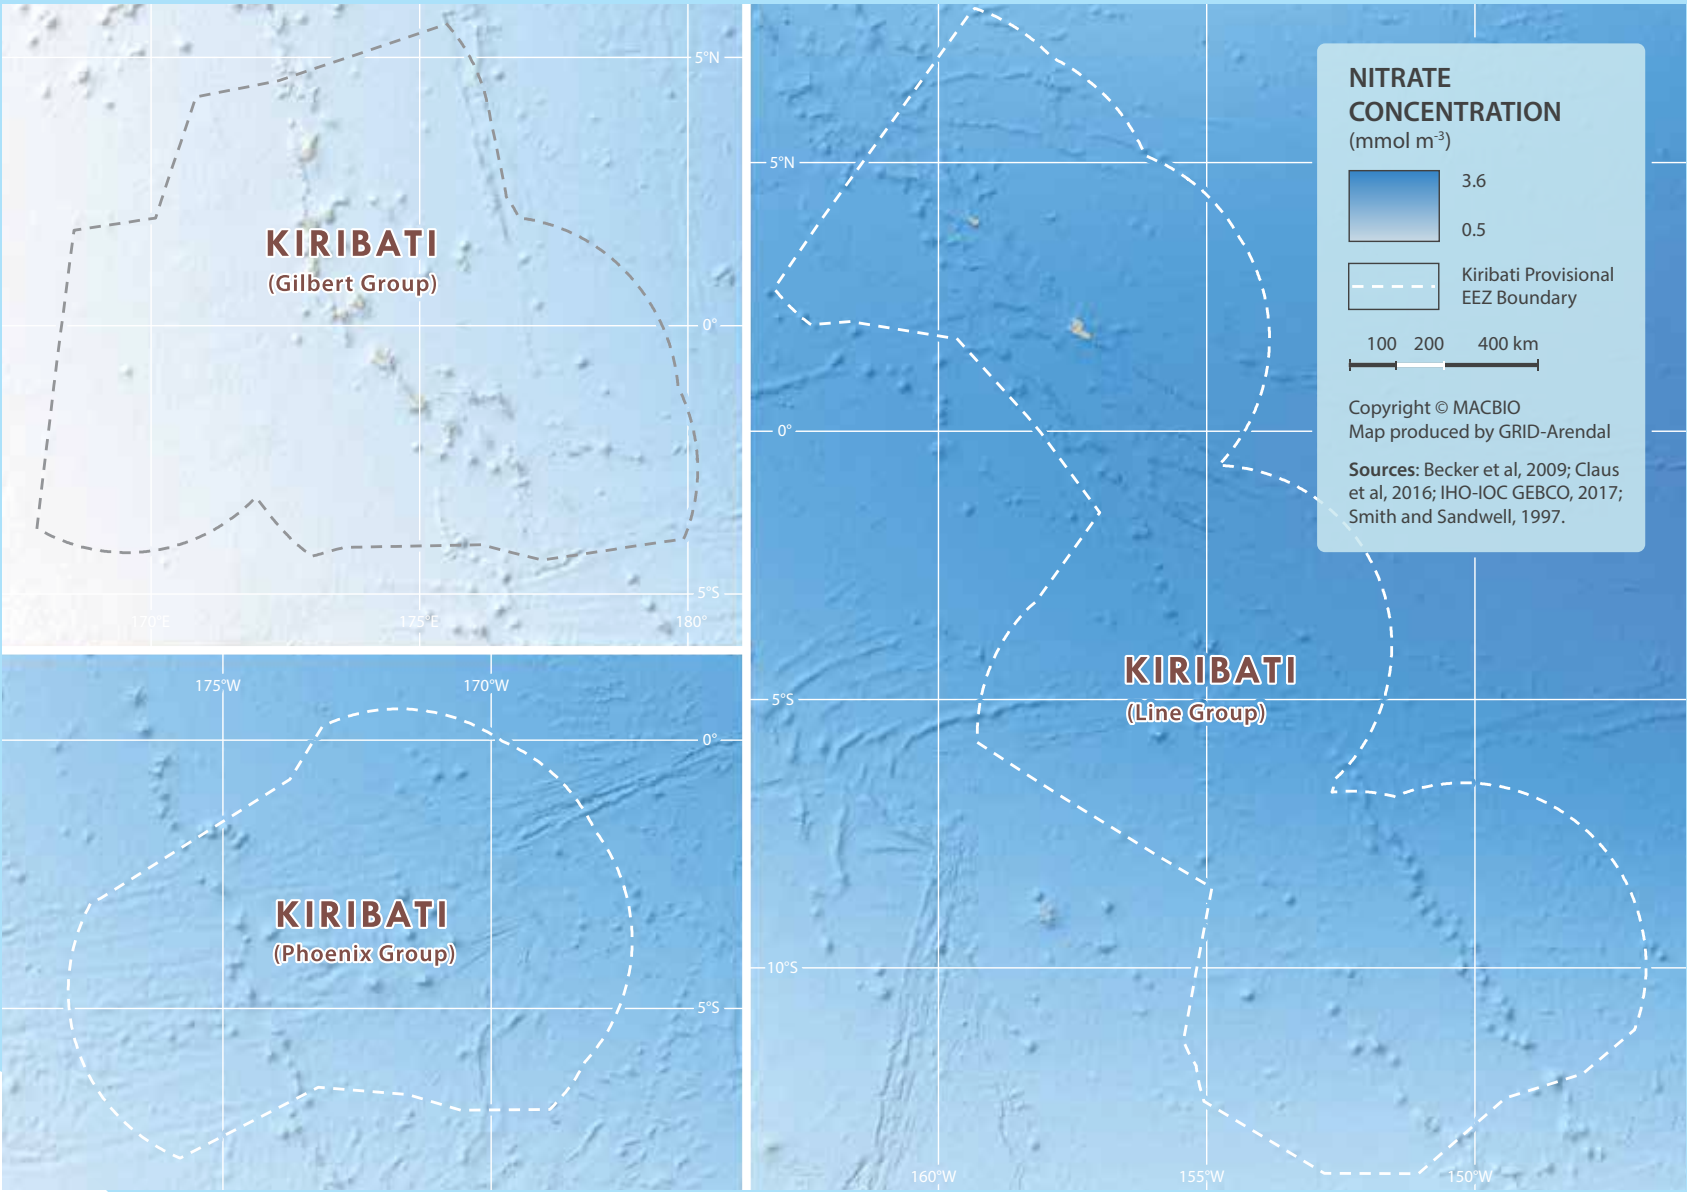 5°N
KIRIBATI
(Gilbert Group)
0°
5°S
170°E
175°E
180°
175°W
170°W
0°
KIRIBATI
(Phoenix Group)
5°S
5°N
0°
KIRIBATI
(Line Group)
5°S
10°S
160°W
155°W
150°W
NITRATE
CONCENTRATION
(mmol m-3)
3.6
0.5
Kiribati Provisional
EEZ Boundary
100 200 400 km
Copyright © MACBIO
Map produced by GRID-Arendal
Sources: Becker et al, 2009; Claus
et al, 2016; IHO-IOC GEBCO, 2017;
Smith and Sandwell, 1997.